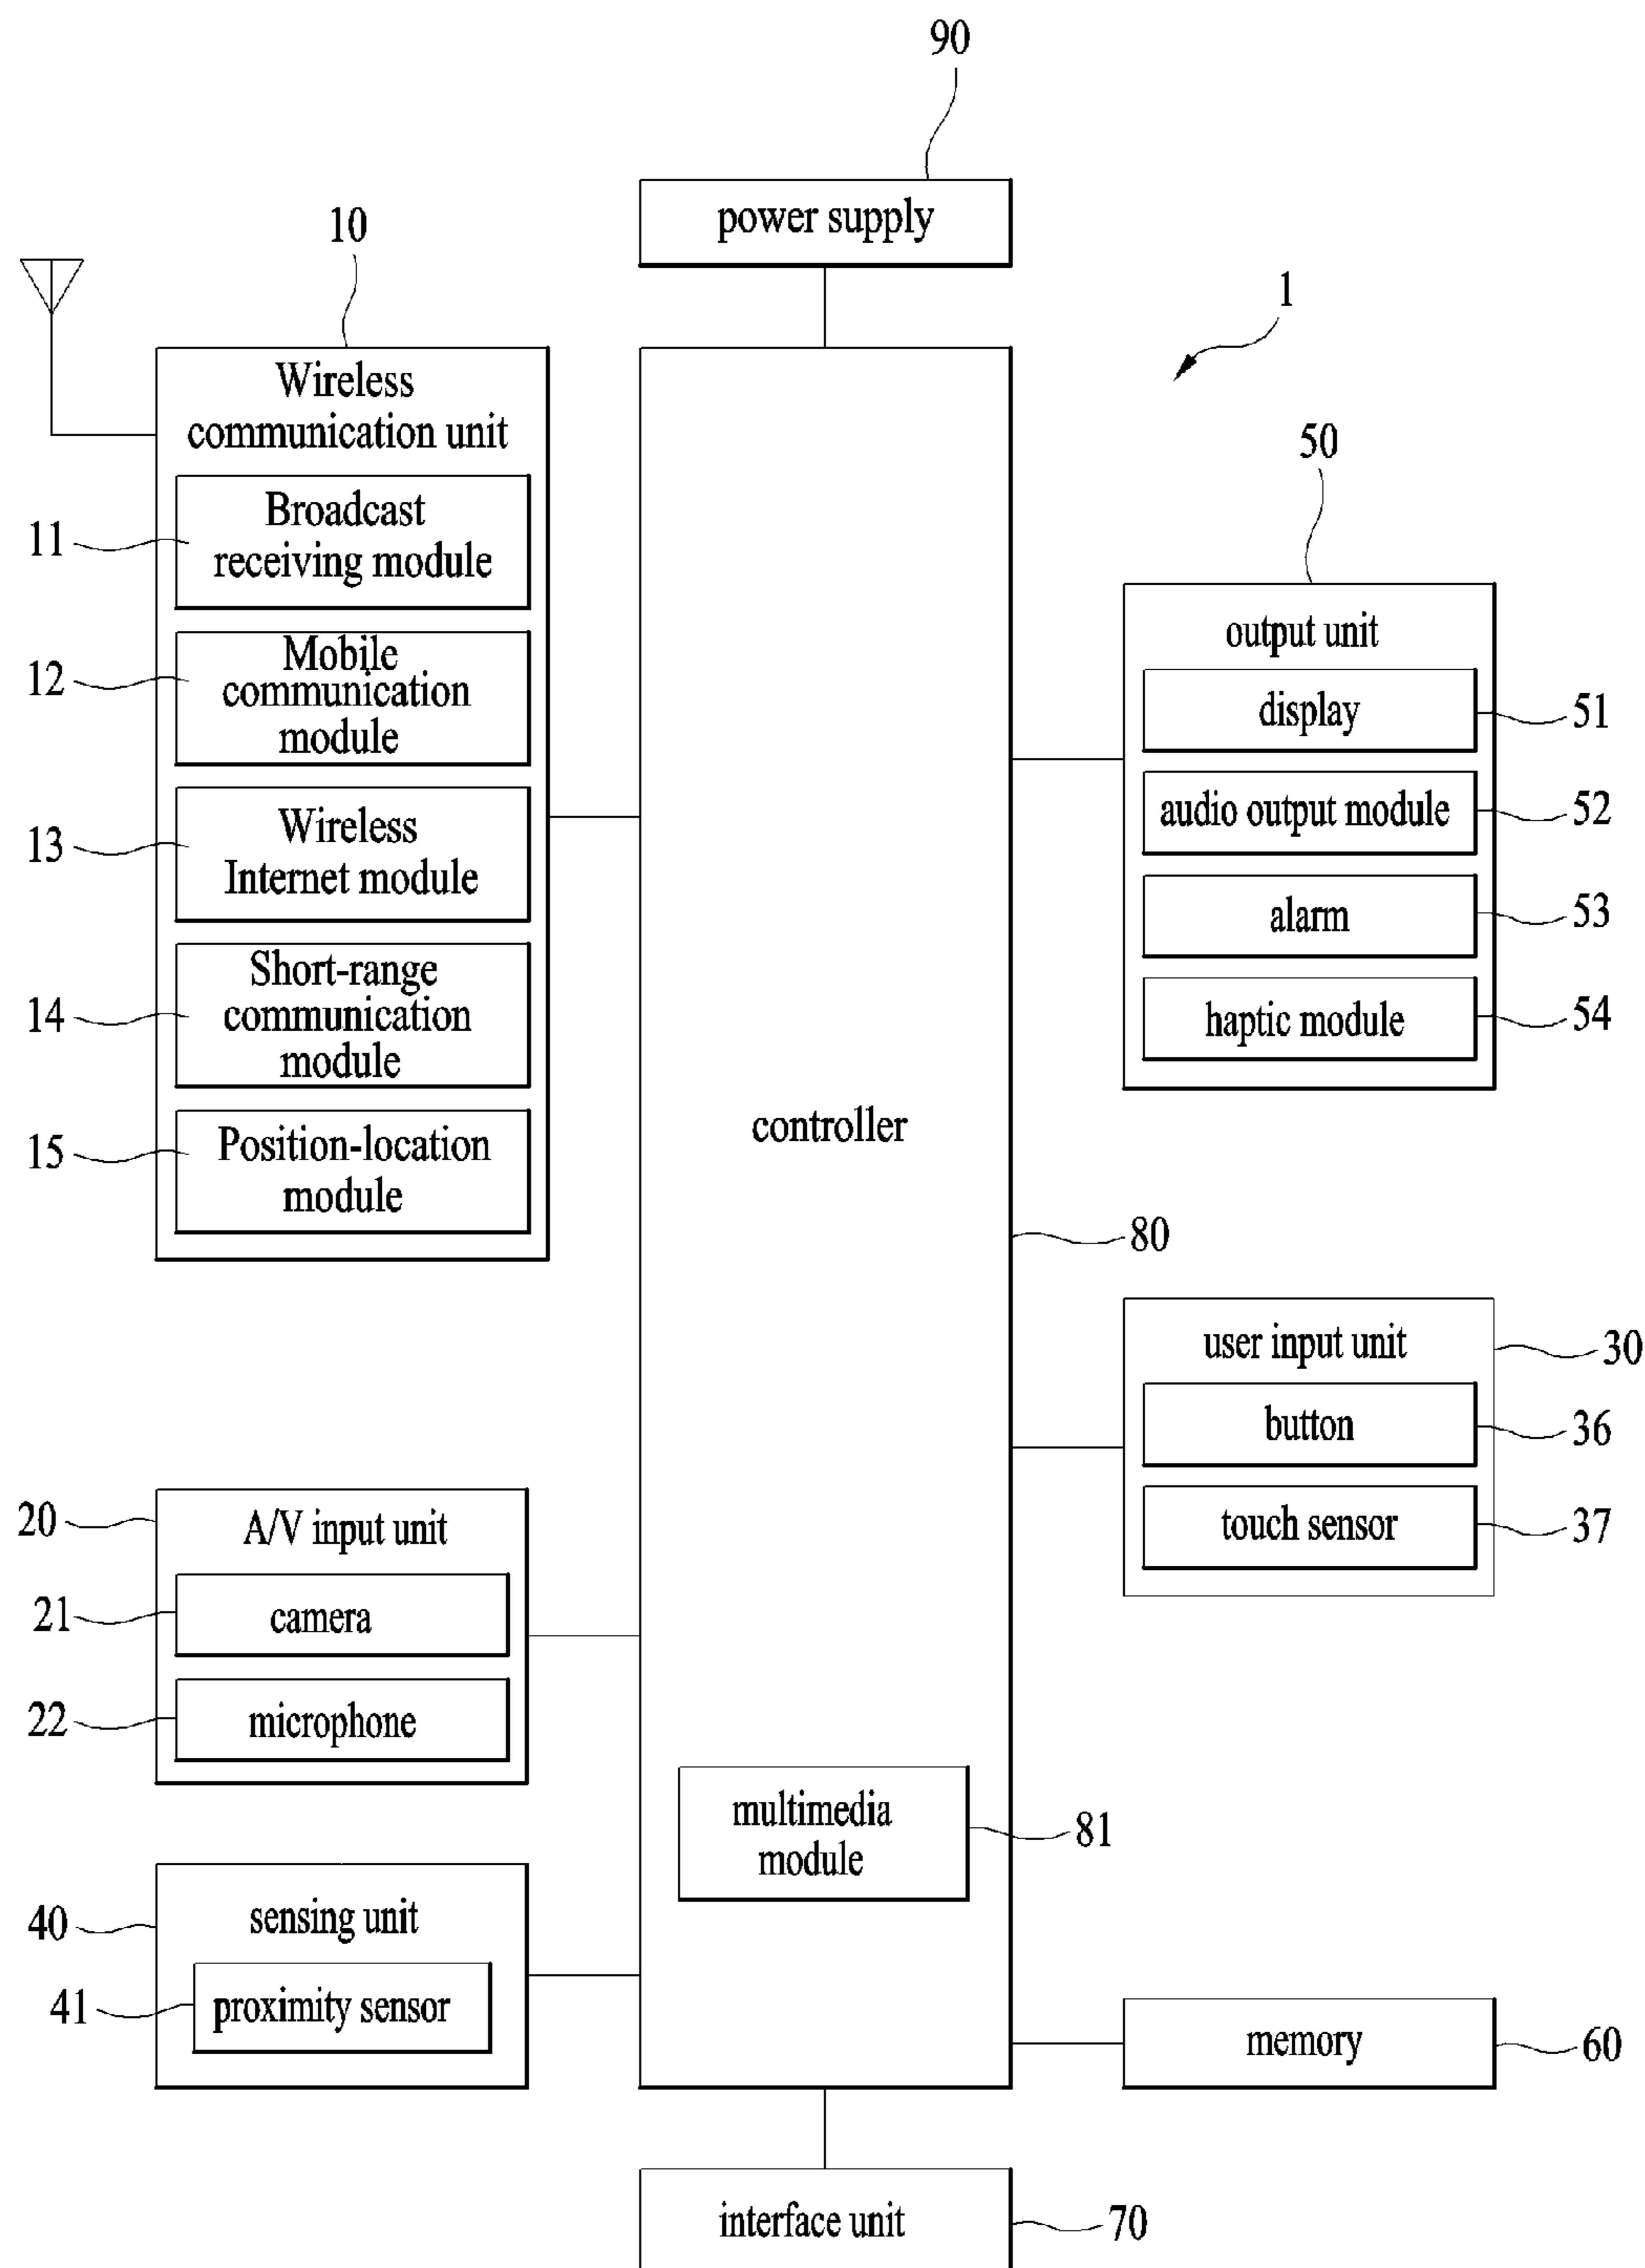 90
power supply
10
1
Wireless
communication unit
11
Broadcast
receiving module
12
Mobile
communication
module
13
Wireless
Internet module
14
Short-range
communication
module
15
Position-location
module
controller
80
50
output unit
display
51
audio output module
52
alarm
53
haptic module
54
user input unit
30
button
36
touch sensor
37
20
A/V input unit
21
camera
22
microphone
multimedia
module
81
40
sensing unit
41
proximity sensor
memory
60
interface unit
70